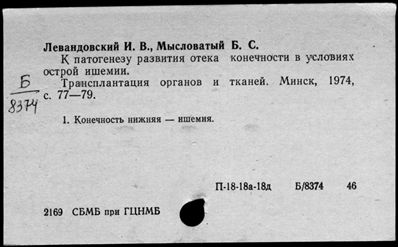 Левандовский И. В., Мысловатый Б. С.
К патогенезу развития отека конечности в условиях
острой ишемии.
Трансплантация органов и тканей. Минск, 1974,
с. 77—79.
Б
8374
1. Конечность нижняя — ишемия.
П-18-18а-18д Б/8374 46
2169 СБМБ при ГЦНМБ